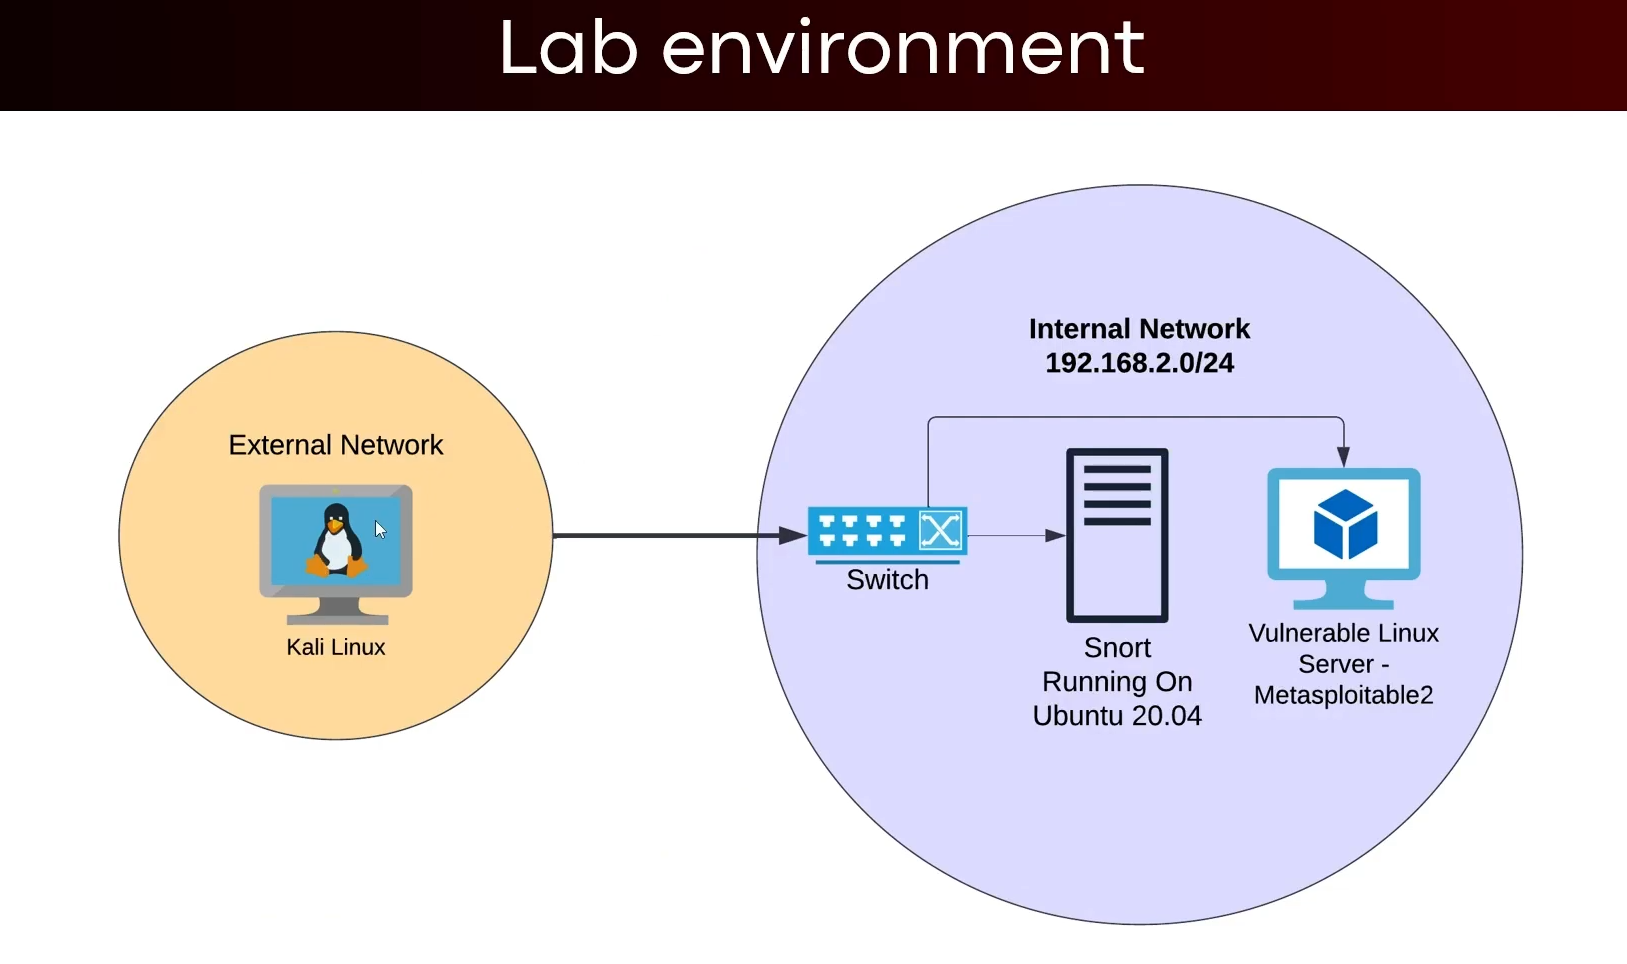 Lab environment
External Network
Kali Linux
Internal Network
192.168.2.0/24
Switch
Snort
Running On
Ubuntu 20.04
Vulnerable Linux
Server -
Metasploitable2